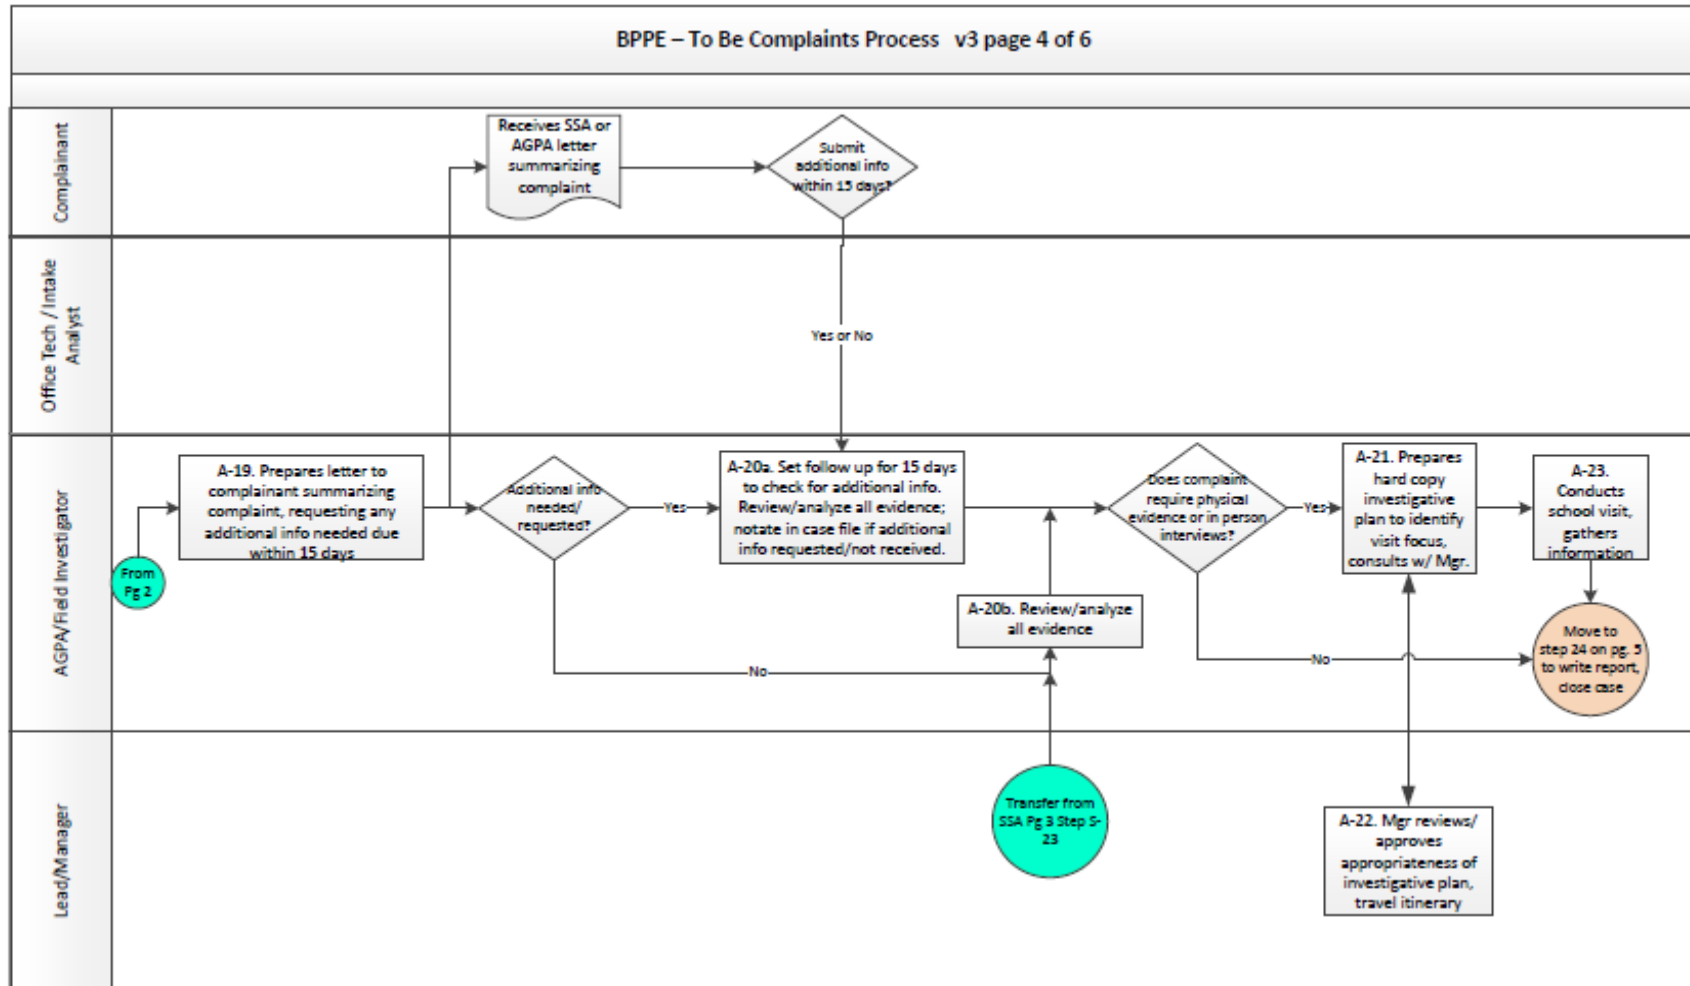 BPPE – To Be Complaints Process   v3 page 4 of 6
Complainant
Receives SSA or
AGPA letter
summarizing
complaint
Submit
additional info
within 15 days?
Office Tech / Intake
Analyst
Yes or No
AGPA/Field Investigator
From
Pg 2
A-19. Prepares letter to
complainant summarizing
complaint, requesting any
additional info needed due
within 15 days
Additional info
needed/
requested?
Yes
No
A-20a. Set follow up for 15 days
to check for additional info.
Review/analyze all evidence;
notate in case file if additional
info requested/not received.
A-20b. Review/analyze
all evidence
Does complaint
require physical
evidence or in person
interviews?
Yes
No
A-21. Prepares
hard copy
investigative
plan to identify
visit focus,
consults w/ Mgr.
A-23.
Conducts
school visit,
gathers
information
Move to
step 24 on pg. 5
to write report,
close case
Lead/Manager
Transfer from
SSA Pg 3 Step S-
23
A-22. Mgr reviews/
approves
appropriateness of
investigative plan,
travel itinerary